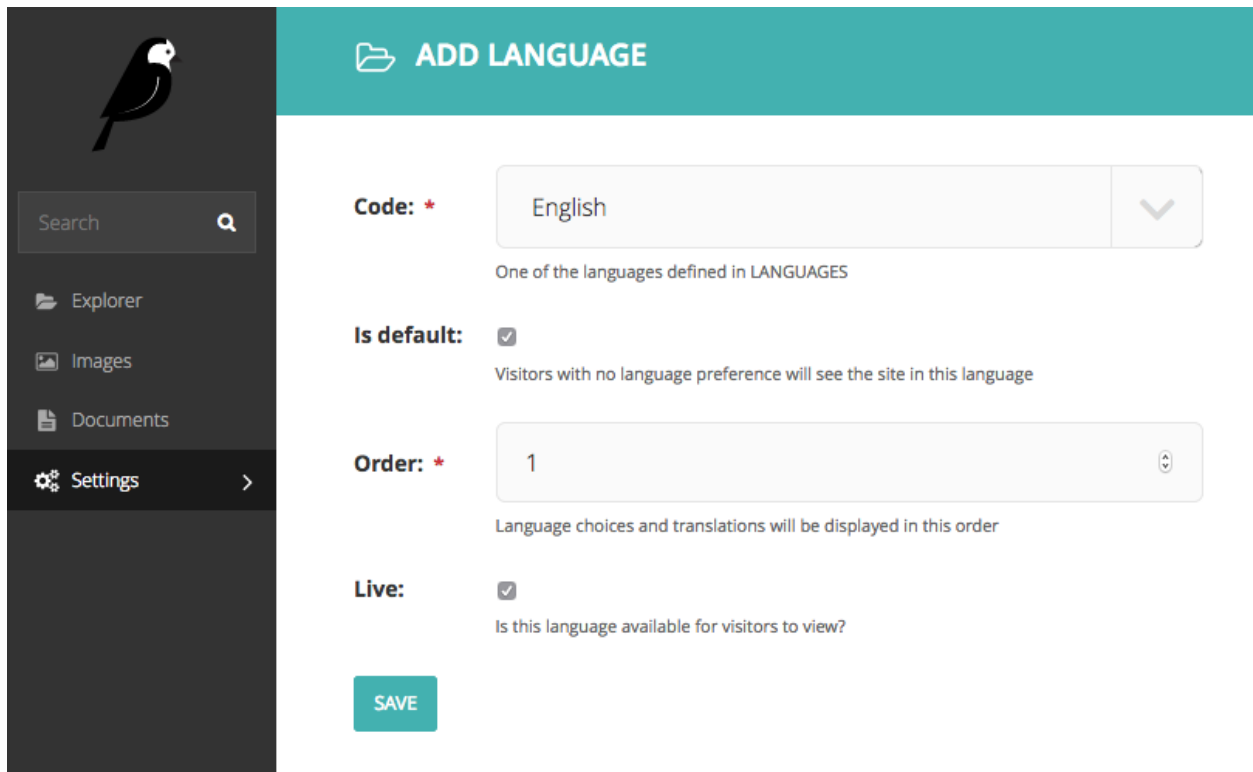 ADD LANGUAGE
Search
Explorer
Images
Documents
Settings
Code: *
English
One of the languages defined in LANGUAGES
Is default:
Visitors with no language preference will see the site in this language
Order: *
1
Language choices and translations will be displayed in this order
Live:
Is this language available for visitors to view?
SAVE